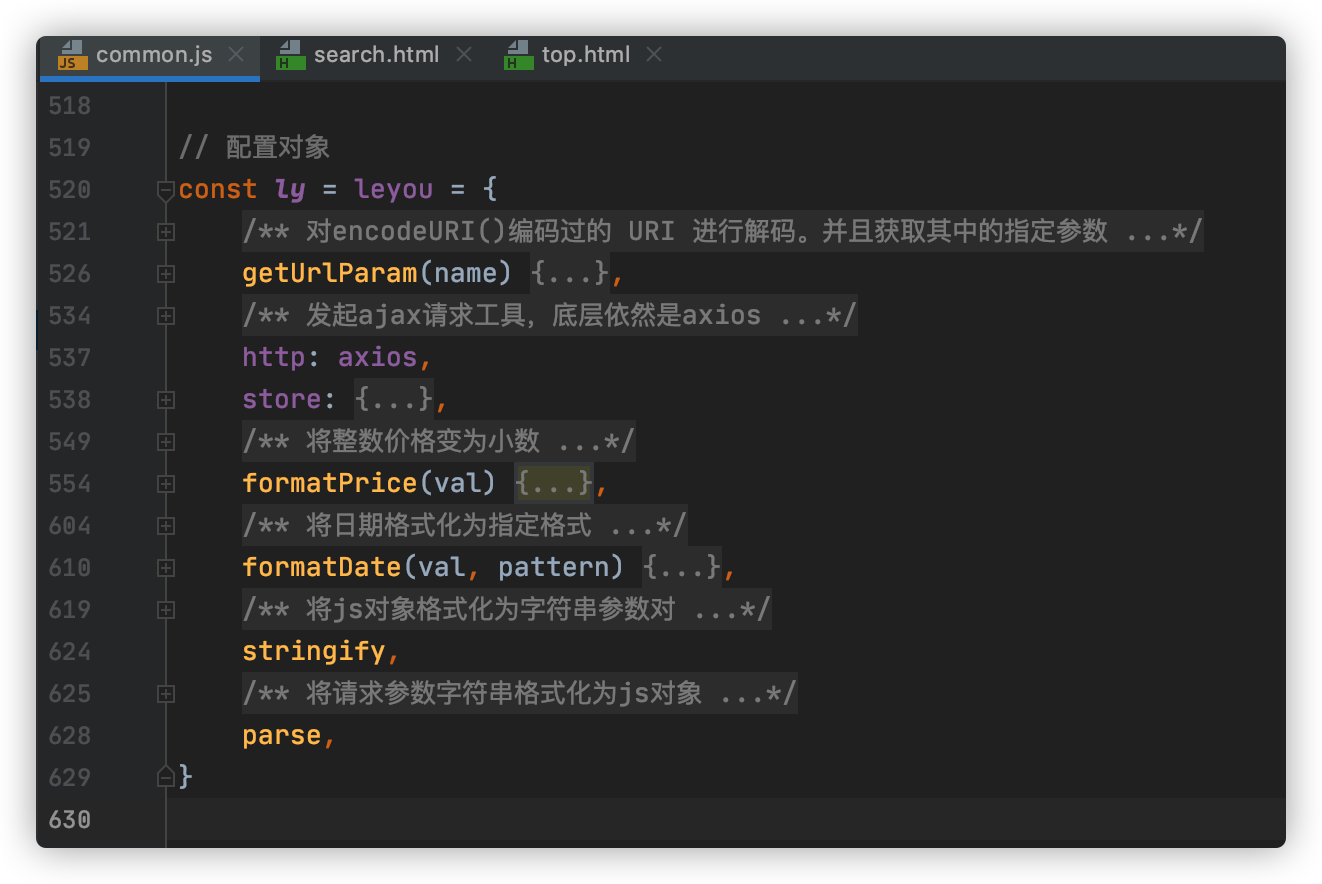 JS common.js × H search.html × H top.html ×
518
519 // 配置对象
520 const ly = leyou = {
521 /** 对encodeURI()编码过的 URI 进行解码。并且获取其中的指定参数 ...*/
526 getUrlParam(name) {...},
534 /** 发起ajax请求工具，底层依然是axios ...*/
537 http: axios,
538 store: {...},
549 /** 将整数价格变为小数 ...*/
554 formatPrice(val) {...},
604 /** 将日期格式化为指定格式 ...*/
610 formatDate(val, pattern) {...},
619 /** 将js对象格式化为字符串参数对 ...*/
624 stringify,
625 /** 将请求参数字符串格式化为js对象 ...*/
628 parse,
629 }
630